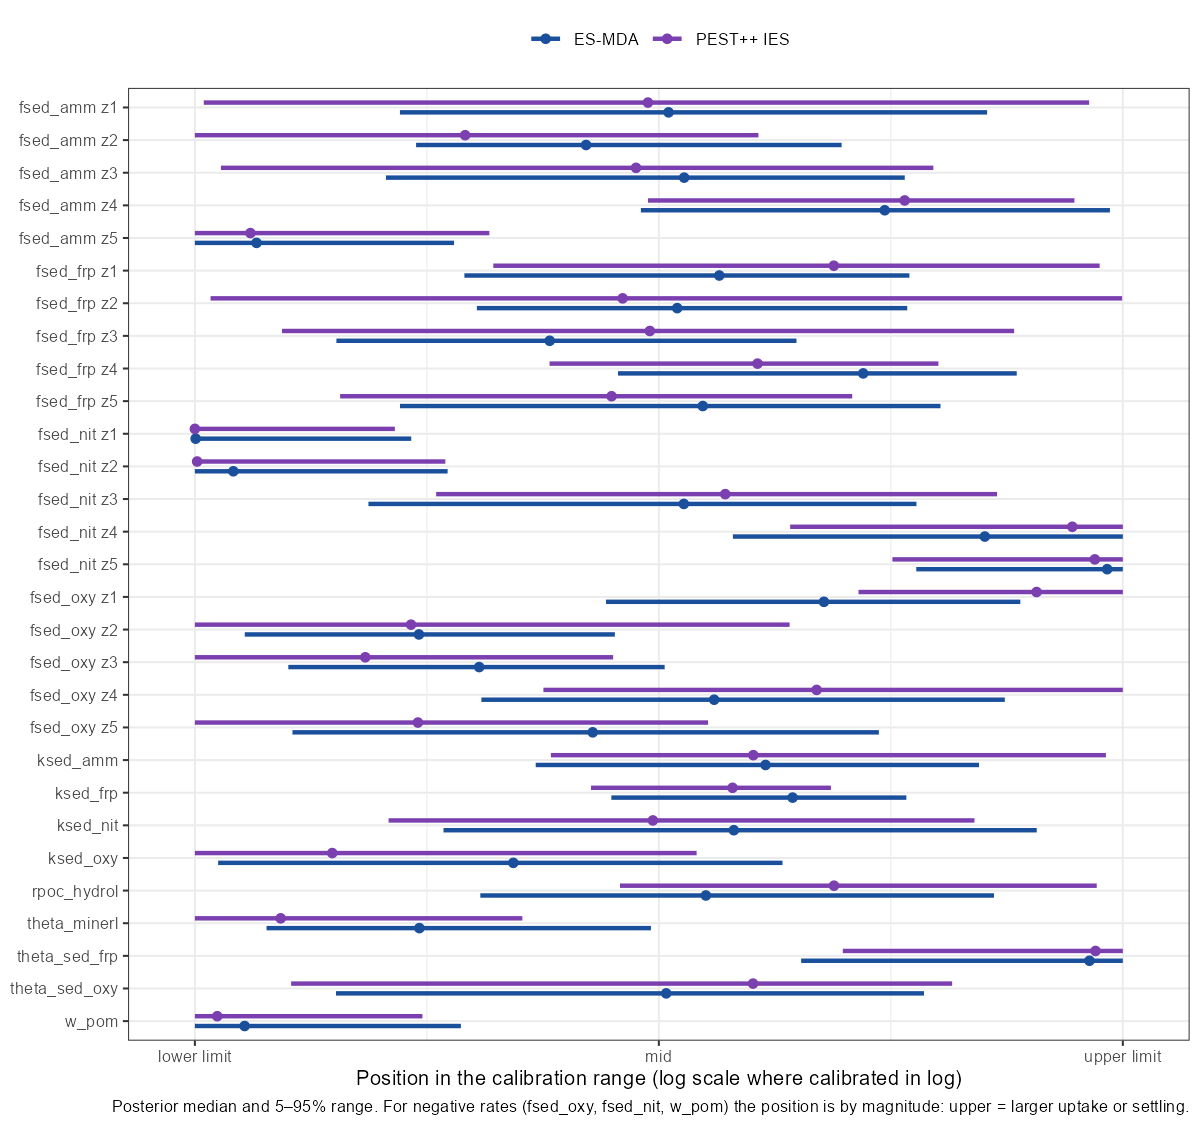 ES-MDA PEST++ IES
fsed_amm z1
fsed_amm z2
fsed_amm z3
fsed_amm z4
fsed_amm z5
fsed_frp z1
fsed_frp z2
fsed_frp z3
fsed_frp z4
fsed_frp z5
fsed_nit z1
fsed_nit z2
fsed_nit z3
fsed_nit z4
fsed_nit z5
fsed_oxy z1
fsed_oxy z2
fsed_oxy z3
fsed_oxy z4
fsed_oxy z5
ksed_amm
ksed_frp
ksed_nit
ksed_oxy
rpoc_hydrol
theta_minerl
theta_sed_frp
theta_sed_oxy
w_pom
lower limit mid upper limit
Position in the calibration range (log scale where calibrated in log)
Posterior median and 5–95% range. For negative rates (fsed_oxy, fsed_nit, w_pom) the position is by magnitude: upper = larger uptake or settling.